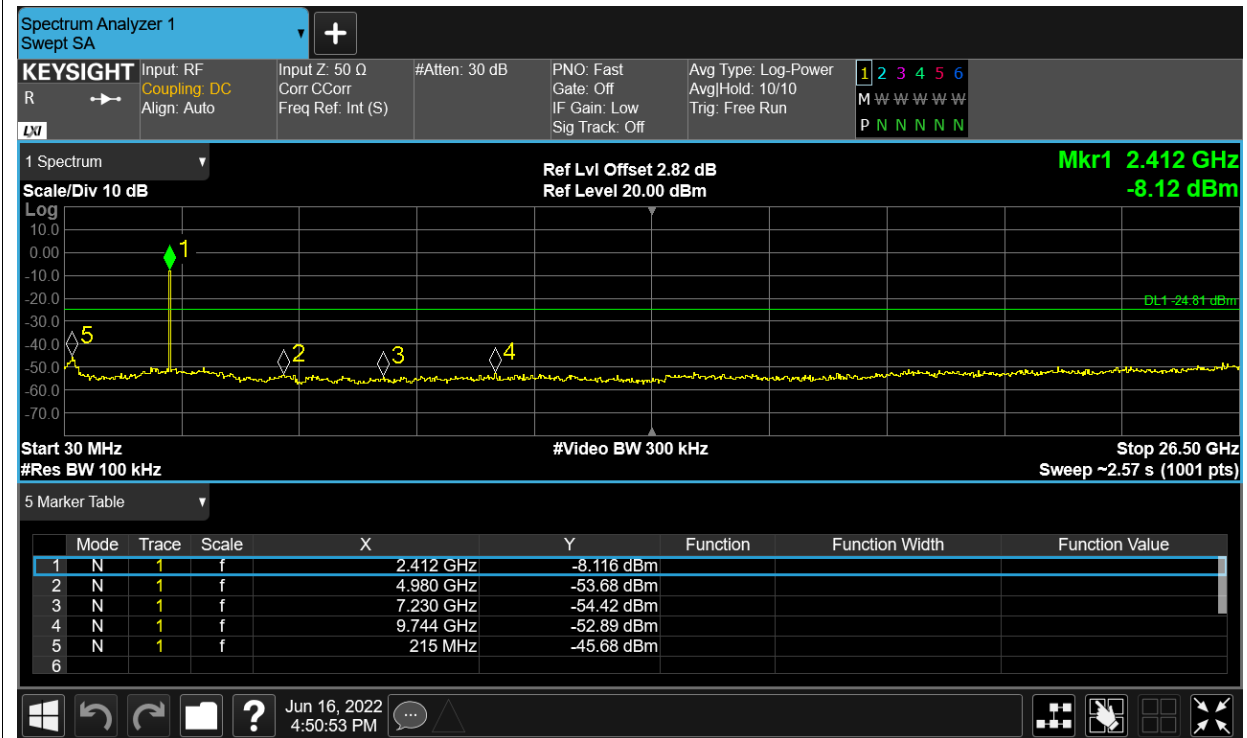 Spectrum Analyzer 1
Swept SA
+
KEYSIGHT
R
LXI
Input: RF
Coupling: DC
Align: Auto
Input Z: 50 Ω
Corr CCorr
Freq Ref: Int (S)
#Atten: 30 dB
PNO: Fast
Gate: Off
IF Gain: Low
Sig Track: Off
Avg Type: Log-Power
Avg|Hold: 10/10
Trig: Free Run
1 2 3 4 5 6
M W W W W W
P N N N N N
1 Spectrum
Scale/Div 10 dB
Ref Lvl Offset 2.82 dB
Ref Level 20.00 dBm
Mkr1 2.412 GHz
-8.12 dBm
Log
10.0
0.00
-10.0
-20.0
-30.0
-40.0
-50.0
-60.0
-70.0
1
DL1 -24.81 dBm
5
2
3
4
Start 30 MHz
#Video BW 300 kHz
Stop 26.50 GHz
#Res BW 100 kHz
Sweep ~2.57 s (1001 pts)
5 Marker Table
Mode Trace Scale X Y Function Function Width Function Value
1 N 1 f 2.412 GHz -8.116 dBm
2 N 1 f 4.980 GHz -53.68 dBm
3 N 1 f 7.230 GHz -54.42 dBm
4 N 1 f 9.744 GHz -52.89 dBm
5 N 1 f 215 MHz -45.68 dBm
6
?
Jun 16, 2022
4:50:53 PM